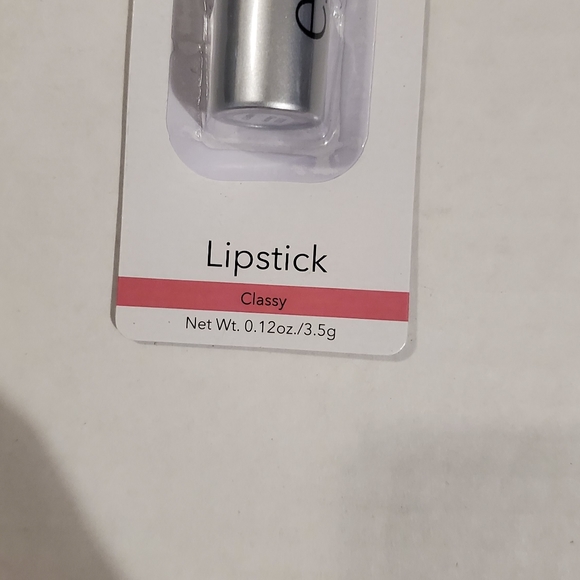 e
Lipstick
Classy
Net Wt. 0.12oz./3.5g